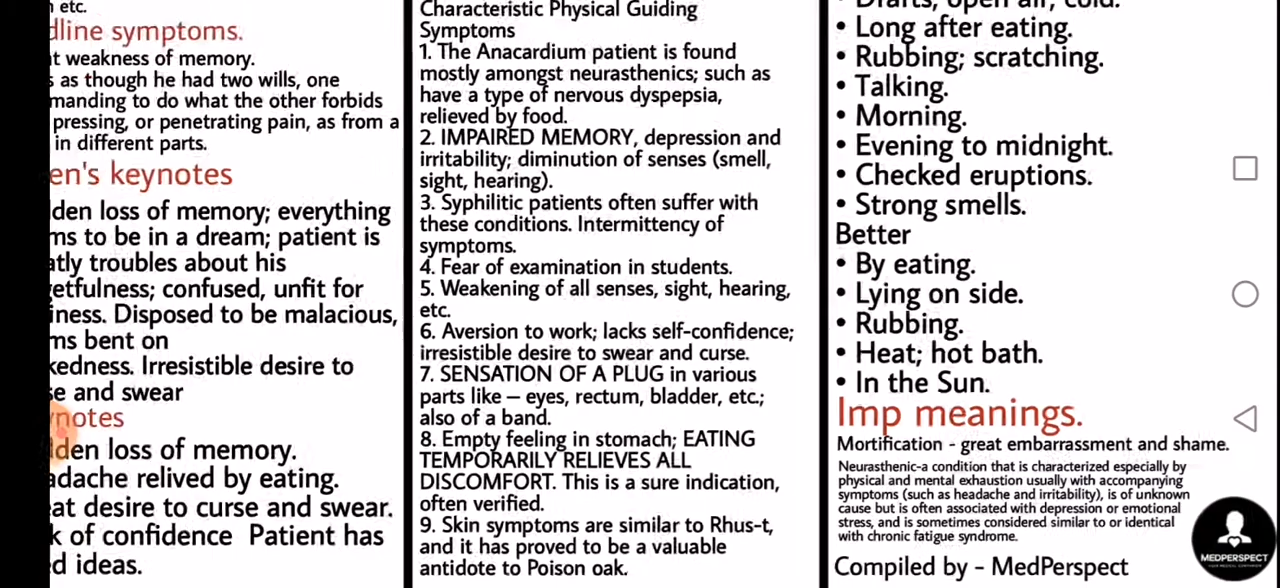 etc.
dline symptoms.
t weakness of memory.
s as though he had two wills, one
manding to do what the other forbids
pressing, or penetrating pain, as from a
in different parts.
en's keynotes
den loss of memory; everything
ms to be in a dream; patient is
atly troubles about his
etfulness; confused, unfit for
iness. Disposed to be malacious,
ms bent on
kedness. Irresistible desire to
se and swear
notes
dden loss of memory.
adache relived by eating.
eat desire to curse and swear.
k of confidence Patient has
d ideas.
Characteristic Physical Guiding
Symptoms
1. The Anacardium patient is found
mostly amongst neurasthenics; such as
have a type of nervous dyspepsia,
relieved by food.
2. IMPAIRED MEMORY, depression and
irritability; diminution of senses (smell,
sight, hearing).
3. Syphilitic patients often suffer with
these conditions. Intermittency of
symptoms.
4. Fear of examination in students.
5. Weakening of all senses, sight, hearing,
etc.
6. Aversion to work; lacks self-confidence;
irresistible desire to swear and curse.
7. SENSATION OF A PLUG in various
parts like – eyes, rectum, bladder, etc.;
also of a band.
8. Empty feeling in stomach; EATING
TEMPORARILY RELIEVES ALL
DISCOMFORT. This is a sure indication,
often verified.
9. Skin symptoms are similar to Rhus-t,
and it has proved to be a valuable
antidote to Poison oak.
• Drafts, open air, cold.
• Long after eating.
• Rubbing; scratching.
• Talking.
• Morning.
• Evening to midnight.
• Checked eruptions.
• Strong smells.
Better
• By eating.
• Lying on side.
• Rubbing.
• Heat; hot bath.
• In the Sun.
Imp meanings.
Mortification - great embarrassment and shame.
Neurasthenic-a condition that is characterized especially by
physical and mental exhaustion usually with accompanying
symptoms (such as headache and irritability), is of unknown
cause but is often associated with depression or emotional
stress, and is sometimes considered similar to or identical
with chronic fatigue syndrome.
Compiled by - MedPerspect
MEDPERSPECT